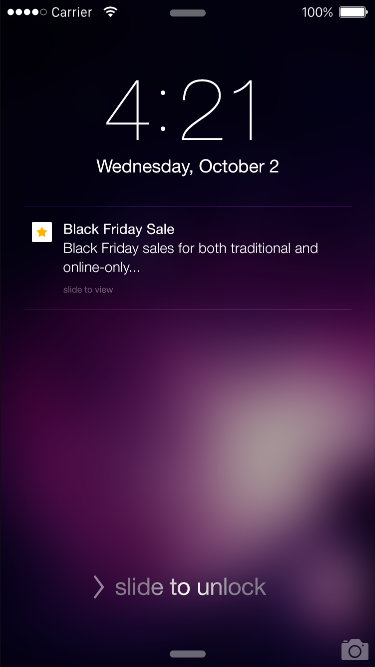 Carrier 100%
4:21
Wednesday, October 2
Black Friday Sale
Black Friday sales for both traditional and
online-only...
slide to view
slide to unlock